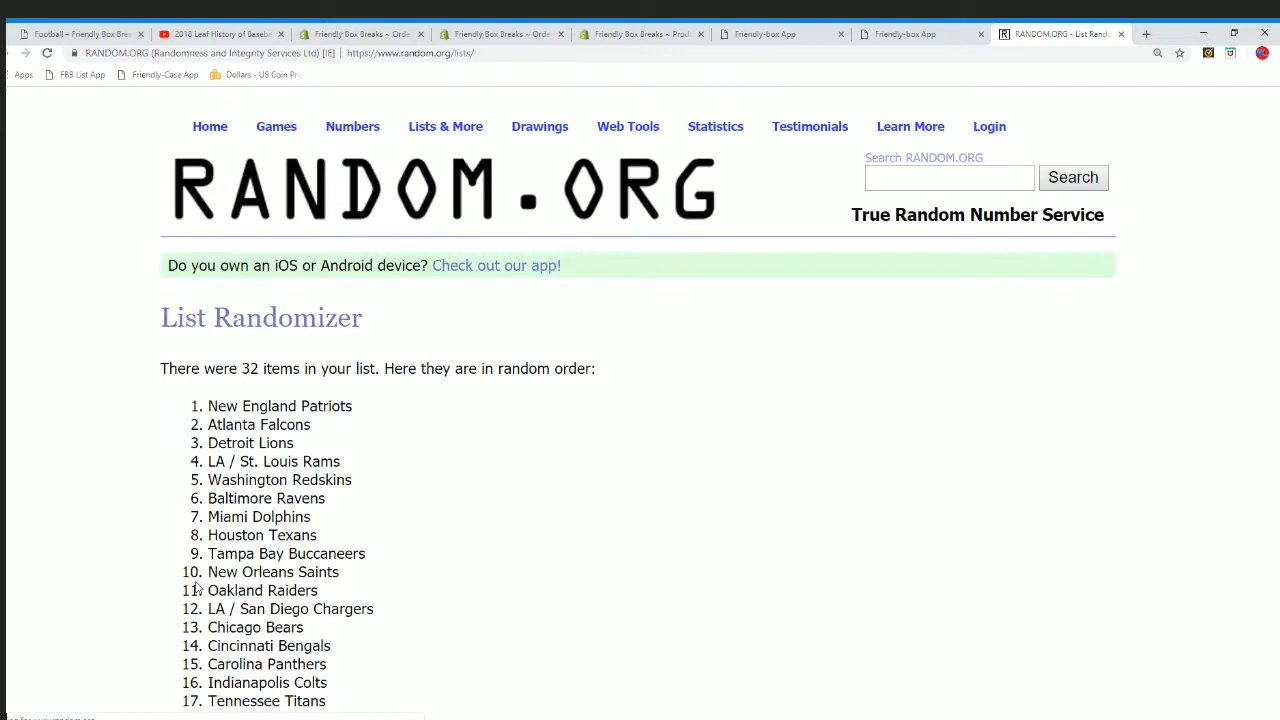 Football – Friendly Box Bre
2018 Leaf History of Baseba
Friendly Box Breaks ~ Orde
Friendly Box Breaks ~ Orde
Friendly Box Breaks ~ Prod
Friendly-box App
Friendly-box App
RANDOM.ORG - List Rand
RANDOM.ORG (Randomness and Integrity Services Ltd) [IE] | https://www.random.org/lists/
Apps FBB List App Friendly-Case App Dollars - US Coin Pri
Home Games Numbers Lists & More Drawings Web Tools Statistics Testimonials Learn More Login
RANDOM.ORG
Search RANDOM.ORG
Search
True Random Number Service
Do you own an iOS or Android device? Check out our app!
List Randomizer
There were 32 items in your list. Here they are in random order:
1. New England Patriots
2. Atlanta Falcons
3. Detroit Lions
4. LA / St. Louis Rams
5. Washington Redskins
6. Baltimore Ravens
7. Miami Dolphins
8. Houston Texans
9. Tampa Bay Buccaneers
10. New Orleans Saints
11. Oakland Raiders
12. LA / San Diego Chargers
13. Chicago Bears
14. Cincinnati Bengals
15. Carolina Panthers
16. Indianapolis Colts
17. Tennessee Titans